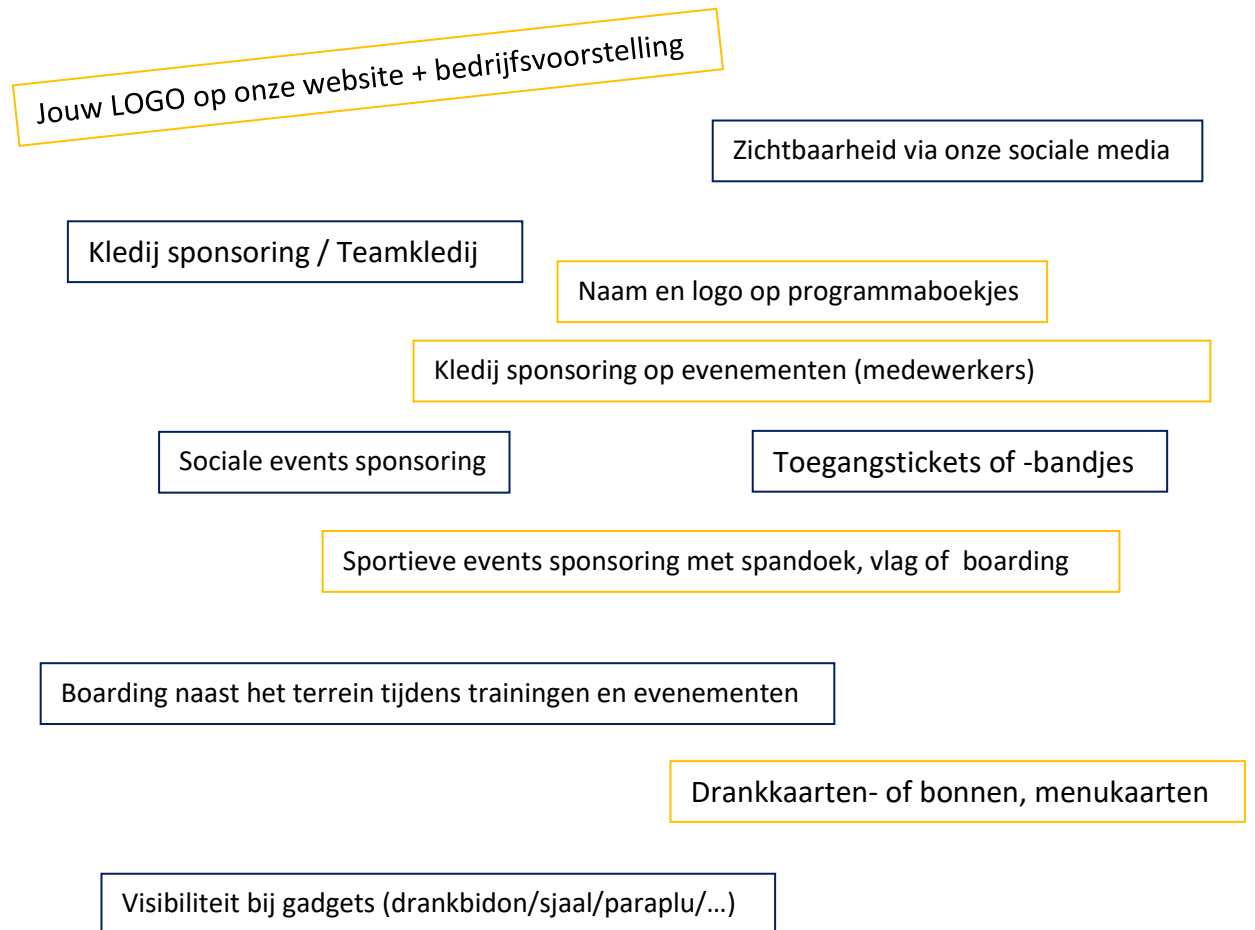 Jouw LOGO op onze website + bedrijfsvoorstelling
Zichtbaarheid via onze sociale media
Kledij sponsoring / Teamkledij
Naam en logo op programmaboekjes
Kledij sponsoring op evenementen (medewerkers)
Sociale events sponsoring
Toegangstickets of -bandjes
Sportieve events sponsoring met spandoek, vlag of  boarding
Boarding naast het terrein tijdens trainingen en evenementen
Drankkaarten- of bonnen, menukaarten
Visibiliteit bij gadgets (drankbidon/sjaal/paraplu/…)